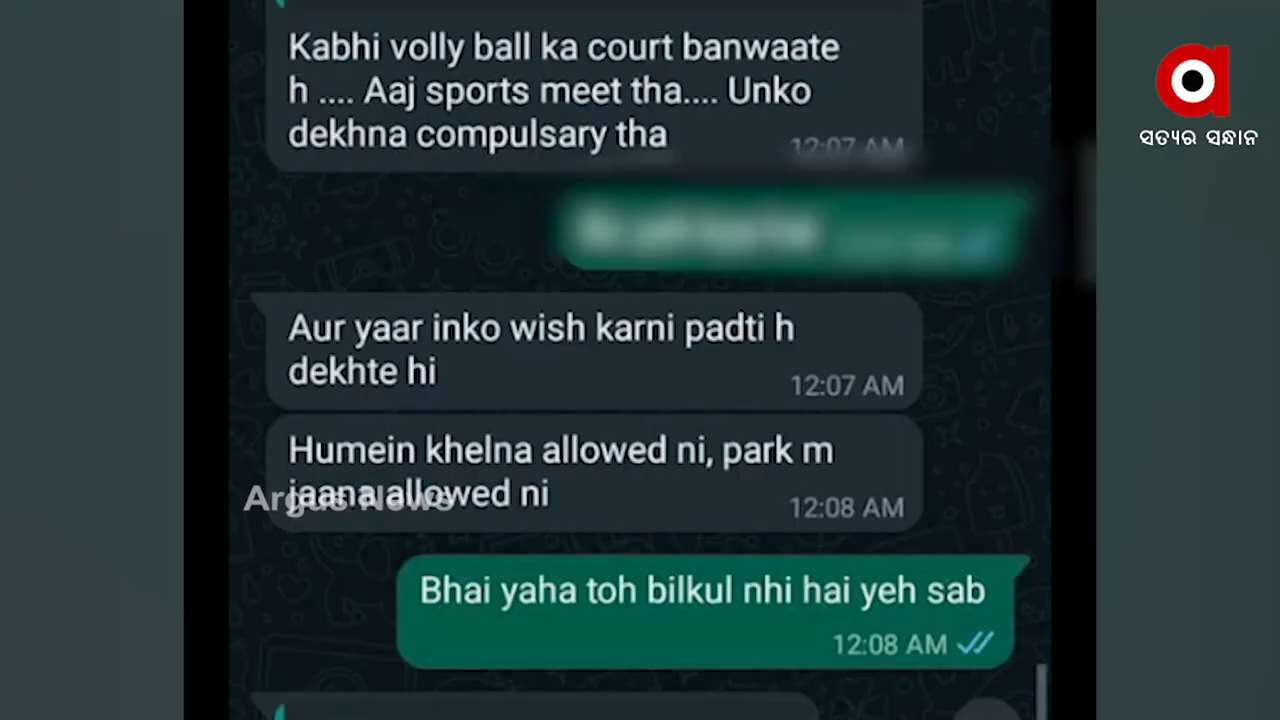 Kabhi volly ball ka court banwaate
h .... Aaj sports meet tha.... Unko
dekhna compulsary tha
12:07 AM
ସତ୍ୟର ସନ୍ଧାନ
Aur yaar inko wish karni padti h
dekhte hi
12:07 AM
Humein khelna allowed ni, park m
jaana allowed ni
12:08 AM
Argus News
Bhai yaha toh bilkul nhi hai yeh sab
12:08 AM